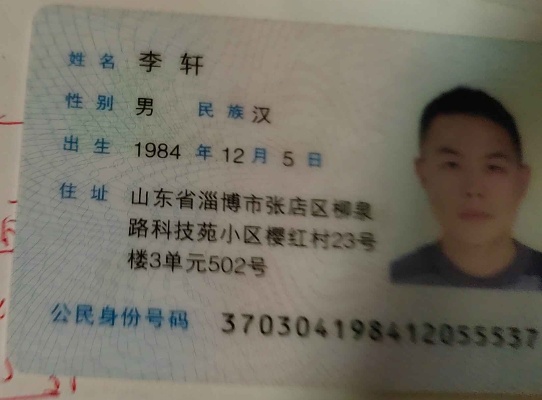 姓名 李轩
性别 男 民族 汉
出生 1984 年 12 月 5 日
住址 山东省淄博市张店区柳泉
路科技苑小区樱红村23号
楼3单元502号
公民身份号码 370304198412055537